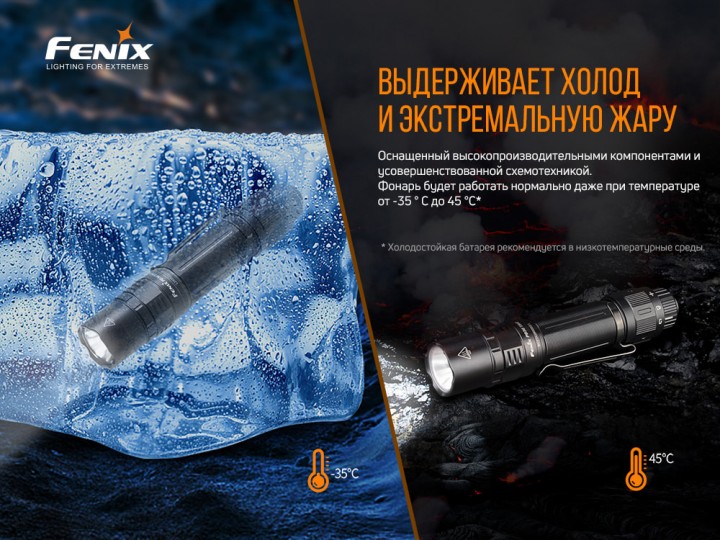 FENIX
LIGHTING FOR EXTREMES
ВЫДЕРЖИВАЕТ ХОЛОД
И ЭКСТРЕМАЛЬНУЮ ЖАРУ
Оснащенный высокопроизводительными компонентами и
усовершенствованной схемотехникой.
Фонарь будет работать нормально даже при температуре
от -35 ° С до 45 °С*
* Холодостойкая батарея рекомендуется в низкотемпературные среды.
FENIX
-35°C
45°C